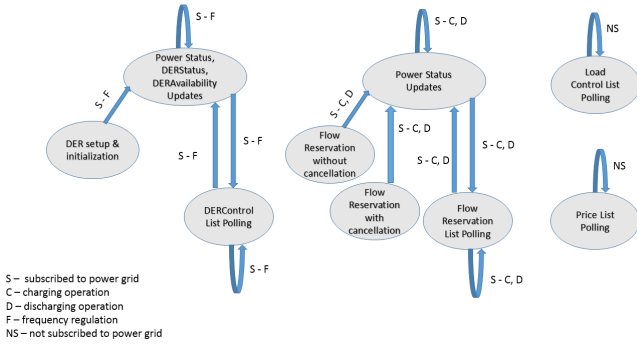 S - F
Power Status,
DERStatus,
DERAvailability
Updates
S - F
DER setup &
initialization
S - F
S - F
DERControl
List Polling
S - F
S - C, D
Power Status
Updates
S - C, D
Flow
Reservation
without
cancellation
S - C, D
Flow
Reservation
with
cancellation
S - C, D
S - C, D
Flow
Reservation
List Polling
S - C, D
NS
Load
Control List
Polling
NS
Price List
Polling
S – subscribed to power grid
C – charging operation
D – discharging operation
F – frequency regulation
NS – not subscribed to power grid